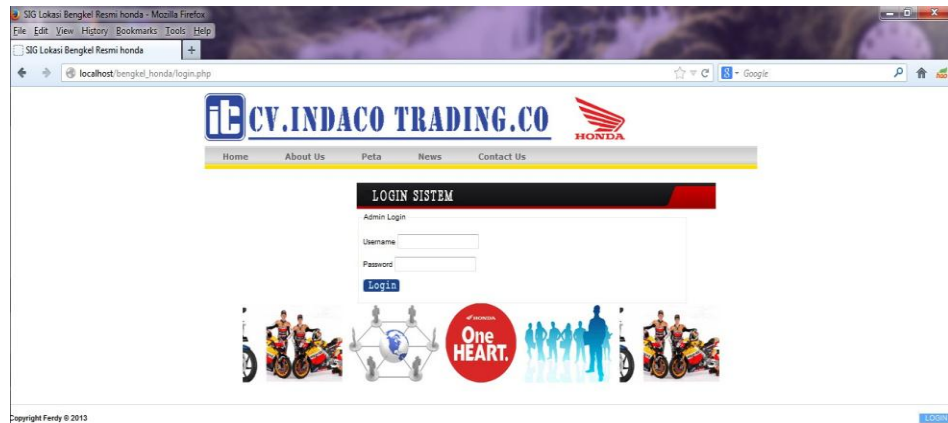 SIG Lokasi Bengkel Resmi honda - Mozilla Firefox
File Edit View History Bookmarks Tools Help
SIG Lokasi Bengkel Resmi honda +
localhost/bengkel_honda/login.php
Google
itc CV.INDACO TRADING.CO
HONDA
Home About Us Peta News Contact Us
LOGIN SISTEM
Admin Login
Username
Password
Login
HONDA
One
HEART.
Copyright Ferdy © 2013
LOGIN